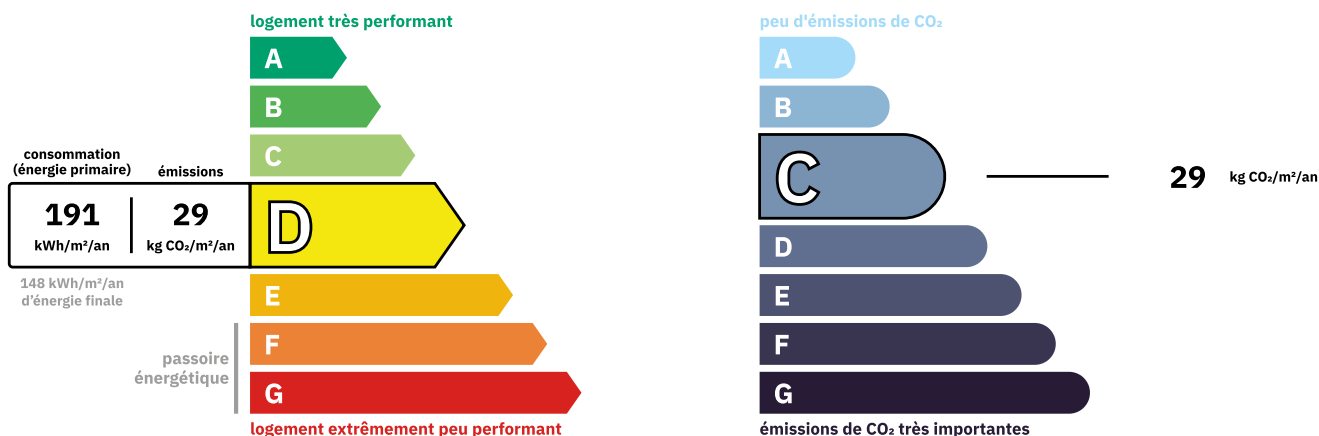 logement très performant
A
B
C
consommation
(énergie primaire)
émissions
191
kWh/m²/an
29
kg CO₂/m²/an
D
148 kWh/m²/an
d'énergie finale
E
passoire
énergétique
F
G
logement extrêmement peu performant
peu d'émissions de CO₂
A
B
C
29 kg CO₂/m²/an
D
E
F
G
émissions de CO₂ très importantes